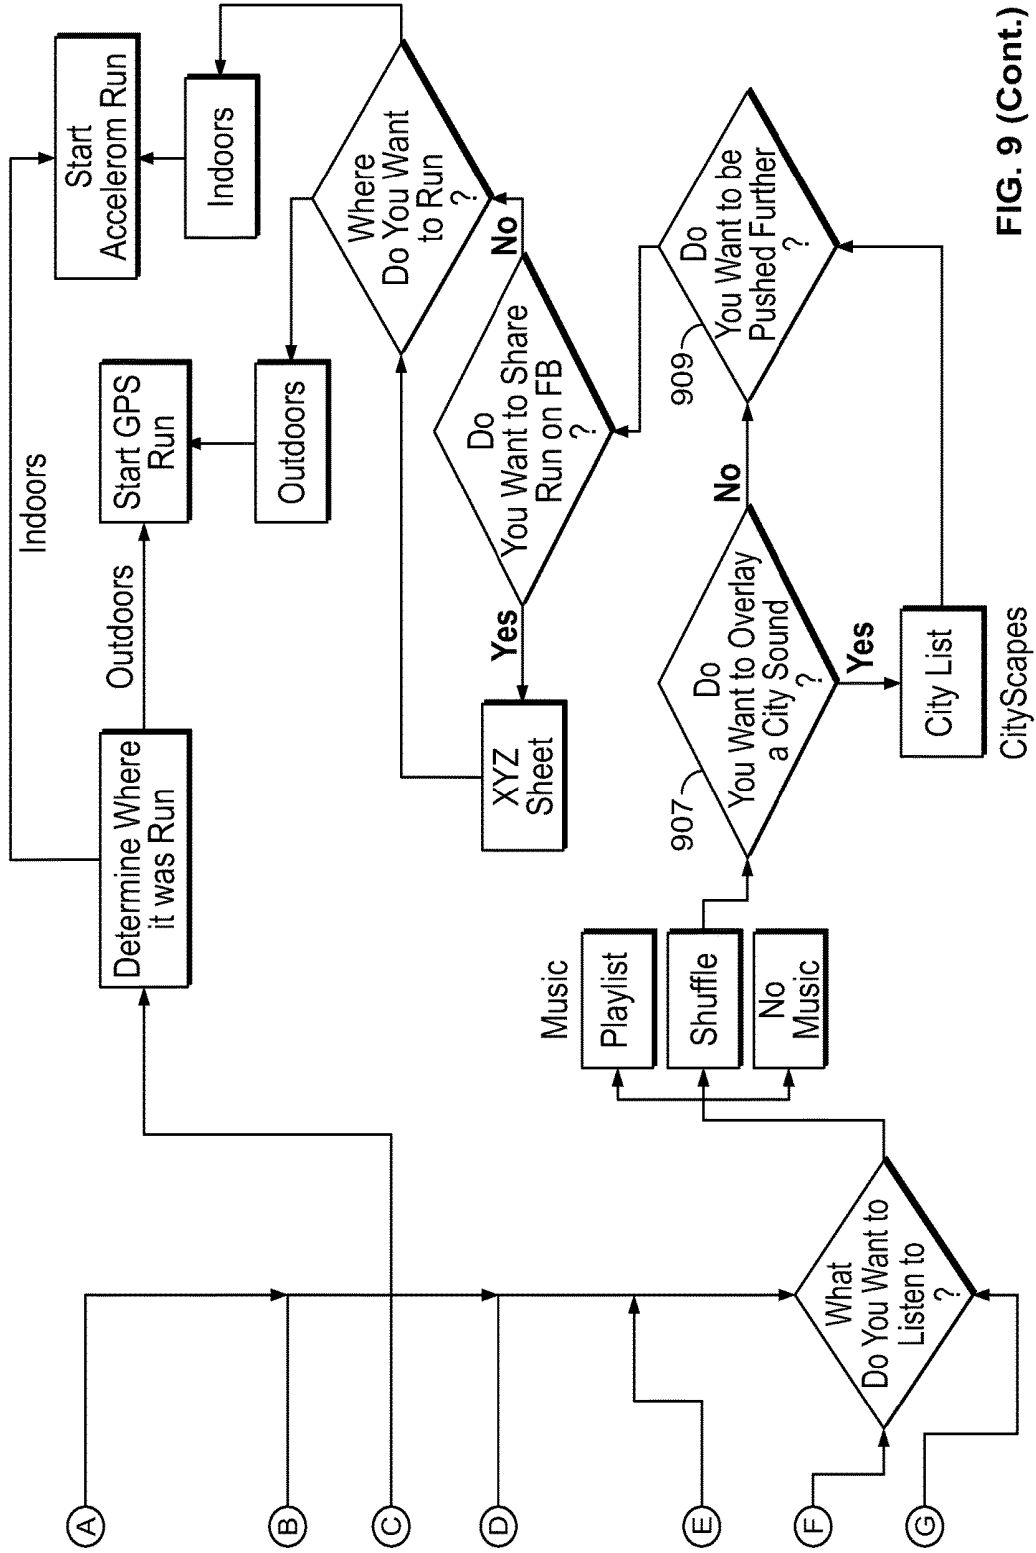 A
B
C
D
E
F
G
Determine Where
it was Run
Indoors
Outdoors
Start GPS
Run
Start
Accelerom Run
Outdoors
Indoors
Where
Do You Want
to Run
?
Do
You Want to Share
Run on FB
?
No
Yes
XYZ
Sheet
What
Do You Want to
Listen to
?
Music
Playlist
Shuffle
No
Music
907
Do
You Want to Overlay
a City Sound
?
No
Yes
City List
CityScapes
909
Do
You Want to be
Pushed Further
?
FIG. 9 (Cont.)